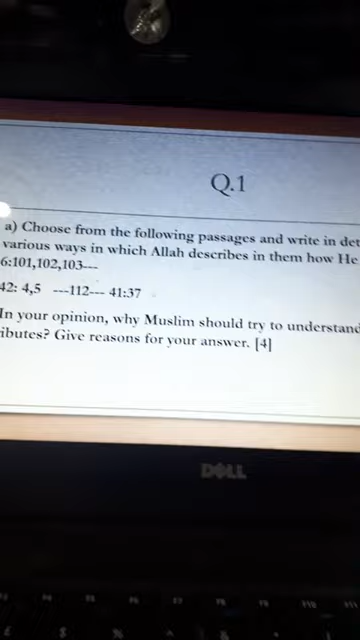 Q.1
a) Choose from the following passages and write in det
various ways in which Allah describes in them how He
6:101,102,103---
42: 4,5 ---112--- 41:37
In your opinion, why Muslim should try to understand
ibutes? Give reasons for your answer. [4]
DELL